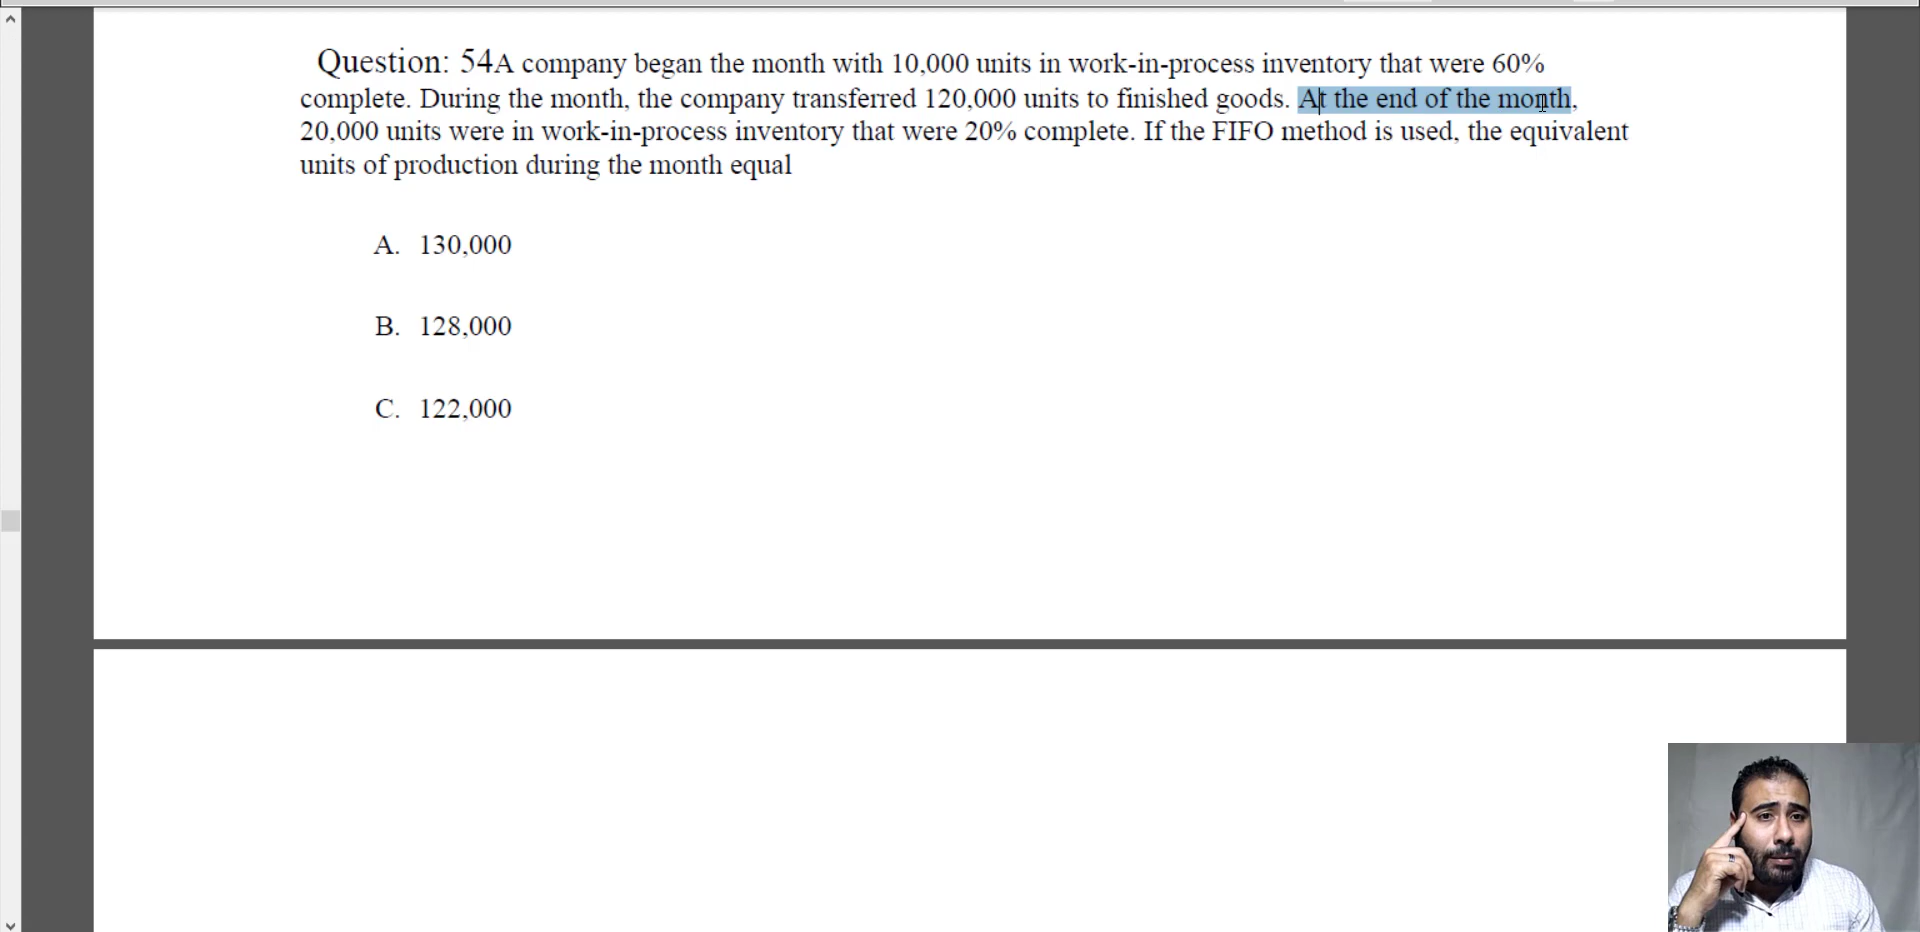 Question: 54A company began the month with 10,000 units in work-in-process inventory that were 60%
complete. During the month, the company transferred 120,000 units to finished goods. At the end of the month,
20,000 units were in work-in-process inventory that were 20% complete. If the FIFO method is used, the equivalent
units of production during the month equal
A. 130,000
B. 128,000
C. 122,000